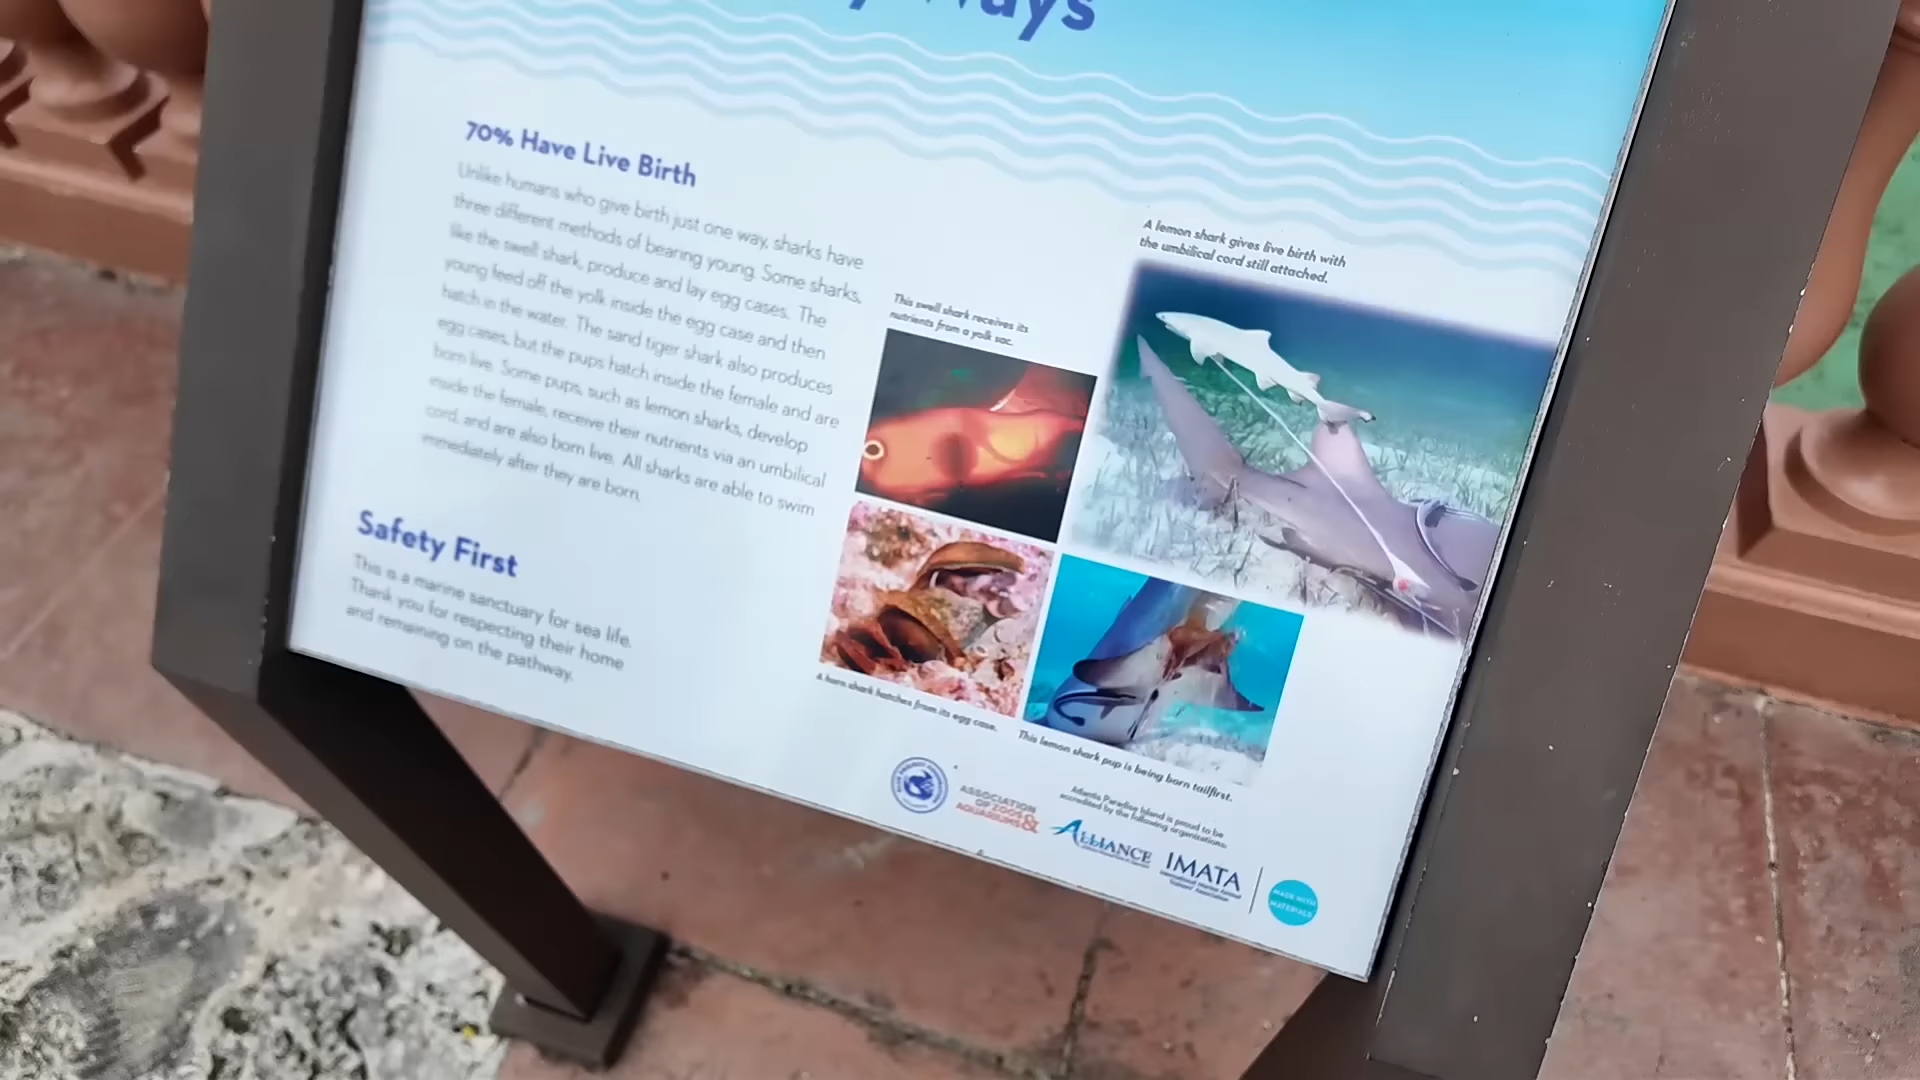 ays
70% Have Live Birth
Unlike humans who give birth just one way, sharks have
three different methods of bearing young. Some sharks,
like the swell shark, produce and lay egg cases. The
young feed off the yolk inside the egg case and then
hatch in the water. The sand tiger shark also produces
egg cases, but the pups hatch inside the female and are
born live. Some pups, such as lemon sharks, develop
inside the female, receive their nutrients via an umbilical
cord, and are also born live. All sharks are able to swim
immediately after they are born.
Safety First
This is a marine sanctuary for sea life.
Thank you for respecting their home
and remaining on the pathway.
A lemon shark gives live birth with
the umbilical cord still attached.
This swell shark receives its
nutrients from a yolk sac.
A horn shark hatches from its egg case.
This lemon shark pup is being born tailfirst.
Atlantis Paradise Island is proud to be
accredited by the following organizations:
ASSOCIATION
OF ZOOS &
AQUARIUMS
ALLIANCE
IMATA
International Marine Animal
Trainers' Association
MADE WITH
MATERIALS